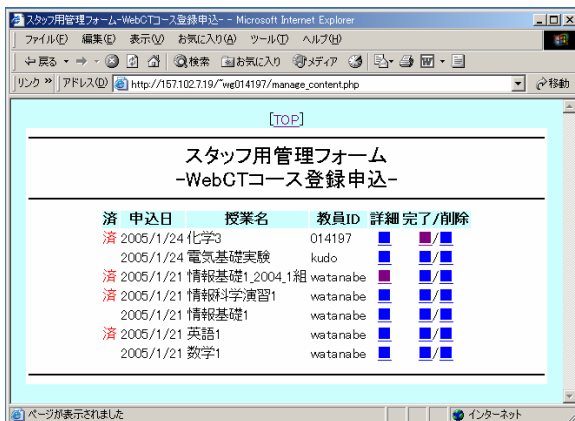 スタッフ用管理フォーム-WebCTコース登録申込-- - Microsoft Internet Explorer
ファイル(F) 編集(E) 表示(V) お気に入り(A) ツール(T) ヘルプ(H)
戻る 検索 お気に入り メディア
リンク » アドレス(D) http://157.102.7.19/~wg014197/manage_content.php 移動
[TOP]
スタッフ用管理フォーム
-WebCTコース登録申込-
済 申込日 授業名 教員ID 詳細 完了/削除
済 2005/1/24 化学3 014197 ■ ■/■
2005/1/24 電気基礎実験 kudo ■ ■/■
済 2005/1/21 情報基礎1_2004_1組 watanabe ■ ■/■
済 2005/1/21 情報科学演習1 watanabe ■ ■/■
2005/1/21 情報基礎1 watanabe ■ ■/■
済 2005/1/21 英語1 watanabe ■ ■/■
2005/1/21 数学1 watanabe ■ ■/■
ページが表示されました インターネット